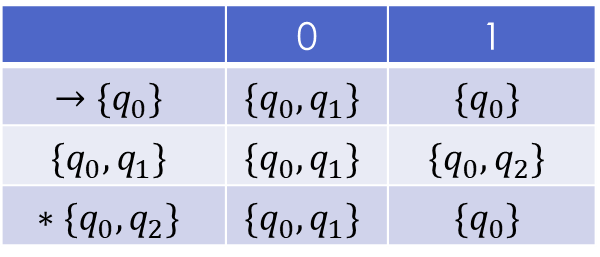 0 1
→ {q₀} {q₀, q₁} {q₀}
{q₀, q₁} {q₀, q₁} {q₀, q₂}
* {q₀, q₂} {q₀, q₁} {q₀}